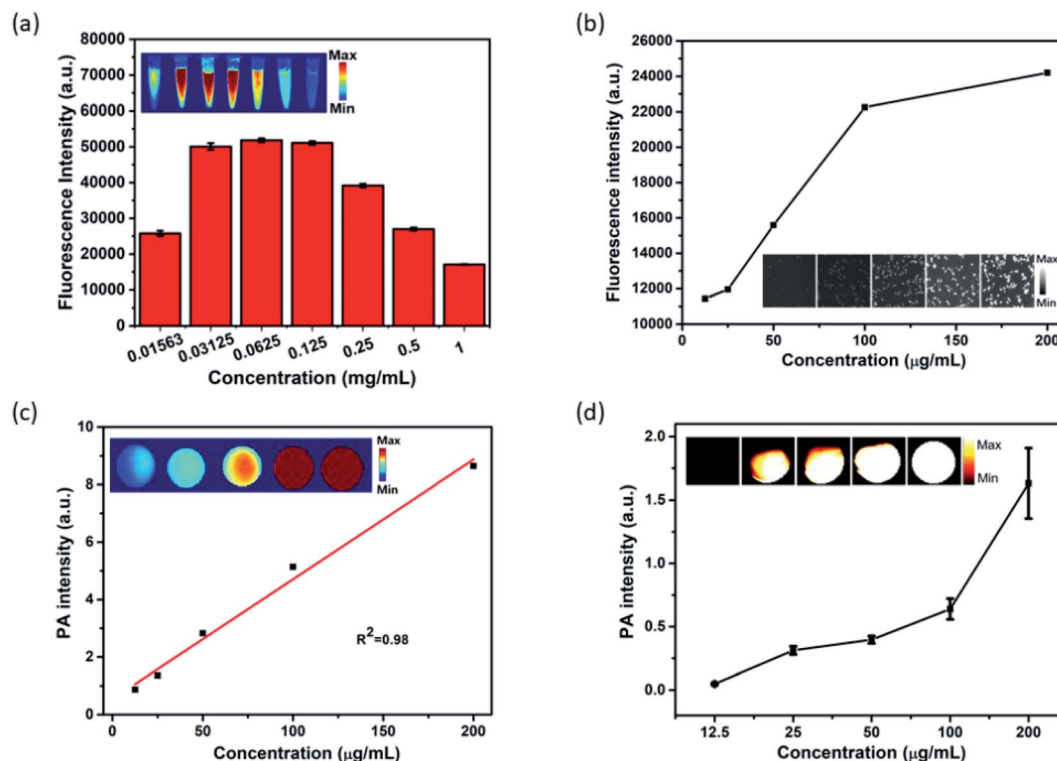 (a)
80000
70000
60000
50000
40000
30000
20000
10000
0
Fluorescence Intensity (a.u.)
Max
Min
0.01563
0.03125
0.0625
0.125
0.25
0.5
1
Concentration (mg/mL)
(b)
26000
24000
22000
20000
18000
16000
14000
12000
10000
Fluorescence intensity (a.u.)
Max
Min
0
50
100
150
200
Concentration (μg/mL)
(c)
10
8
6
4
2
0
PA intensity (a.u.)
Max
Min
R²=0.98
0
50
100
150
200
Concentration (μg/mL)
(d)
2.0
1.5
1.0
0.5
0.0
PA intensity (a.u.)
Max
Min
12.5
25
50
100
200
Concentration (μg/mL)